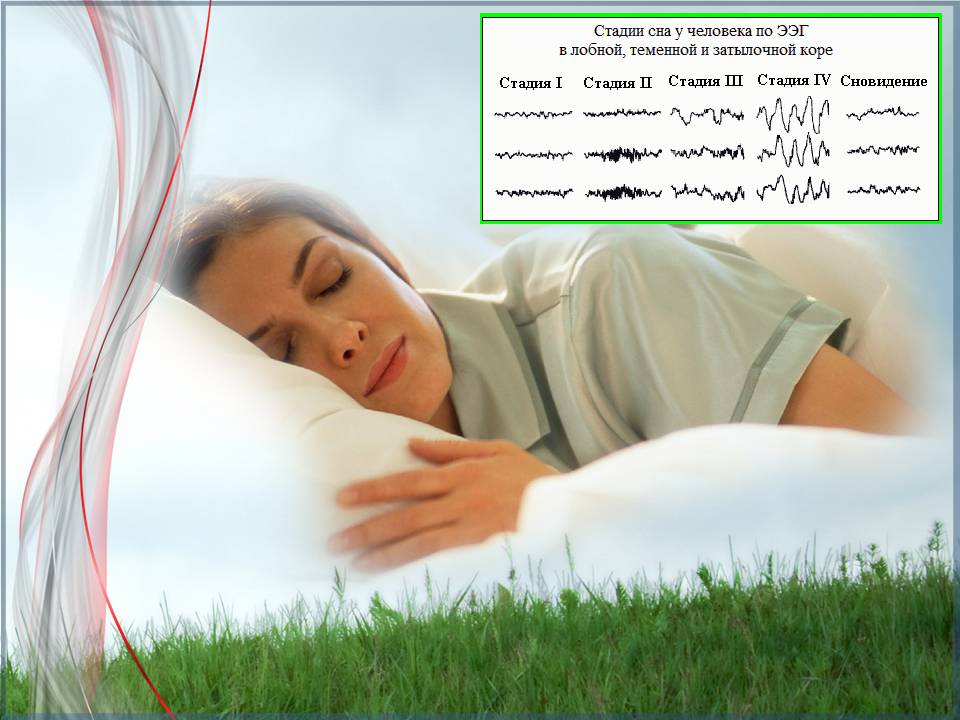 Стадии сна у человека по ЭЭГ
в лобной, теменной и затылочной коре
Стадия I Стадия II Стадия III Стадия IV Сновидение